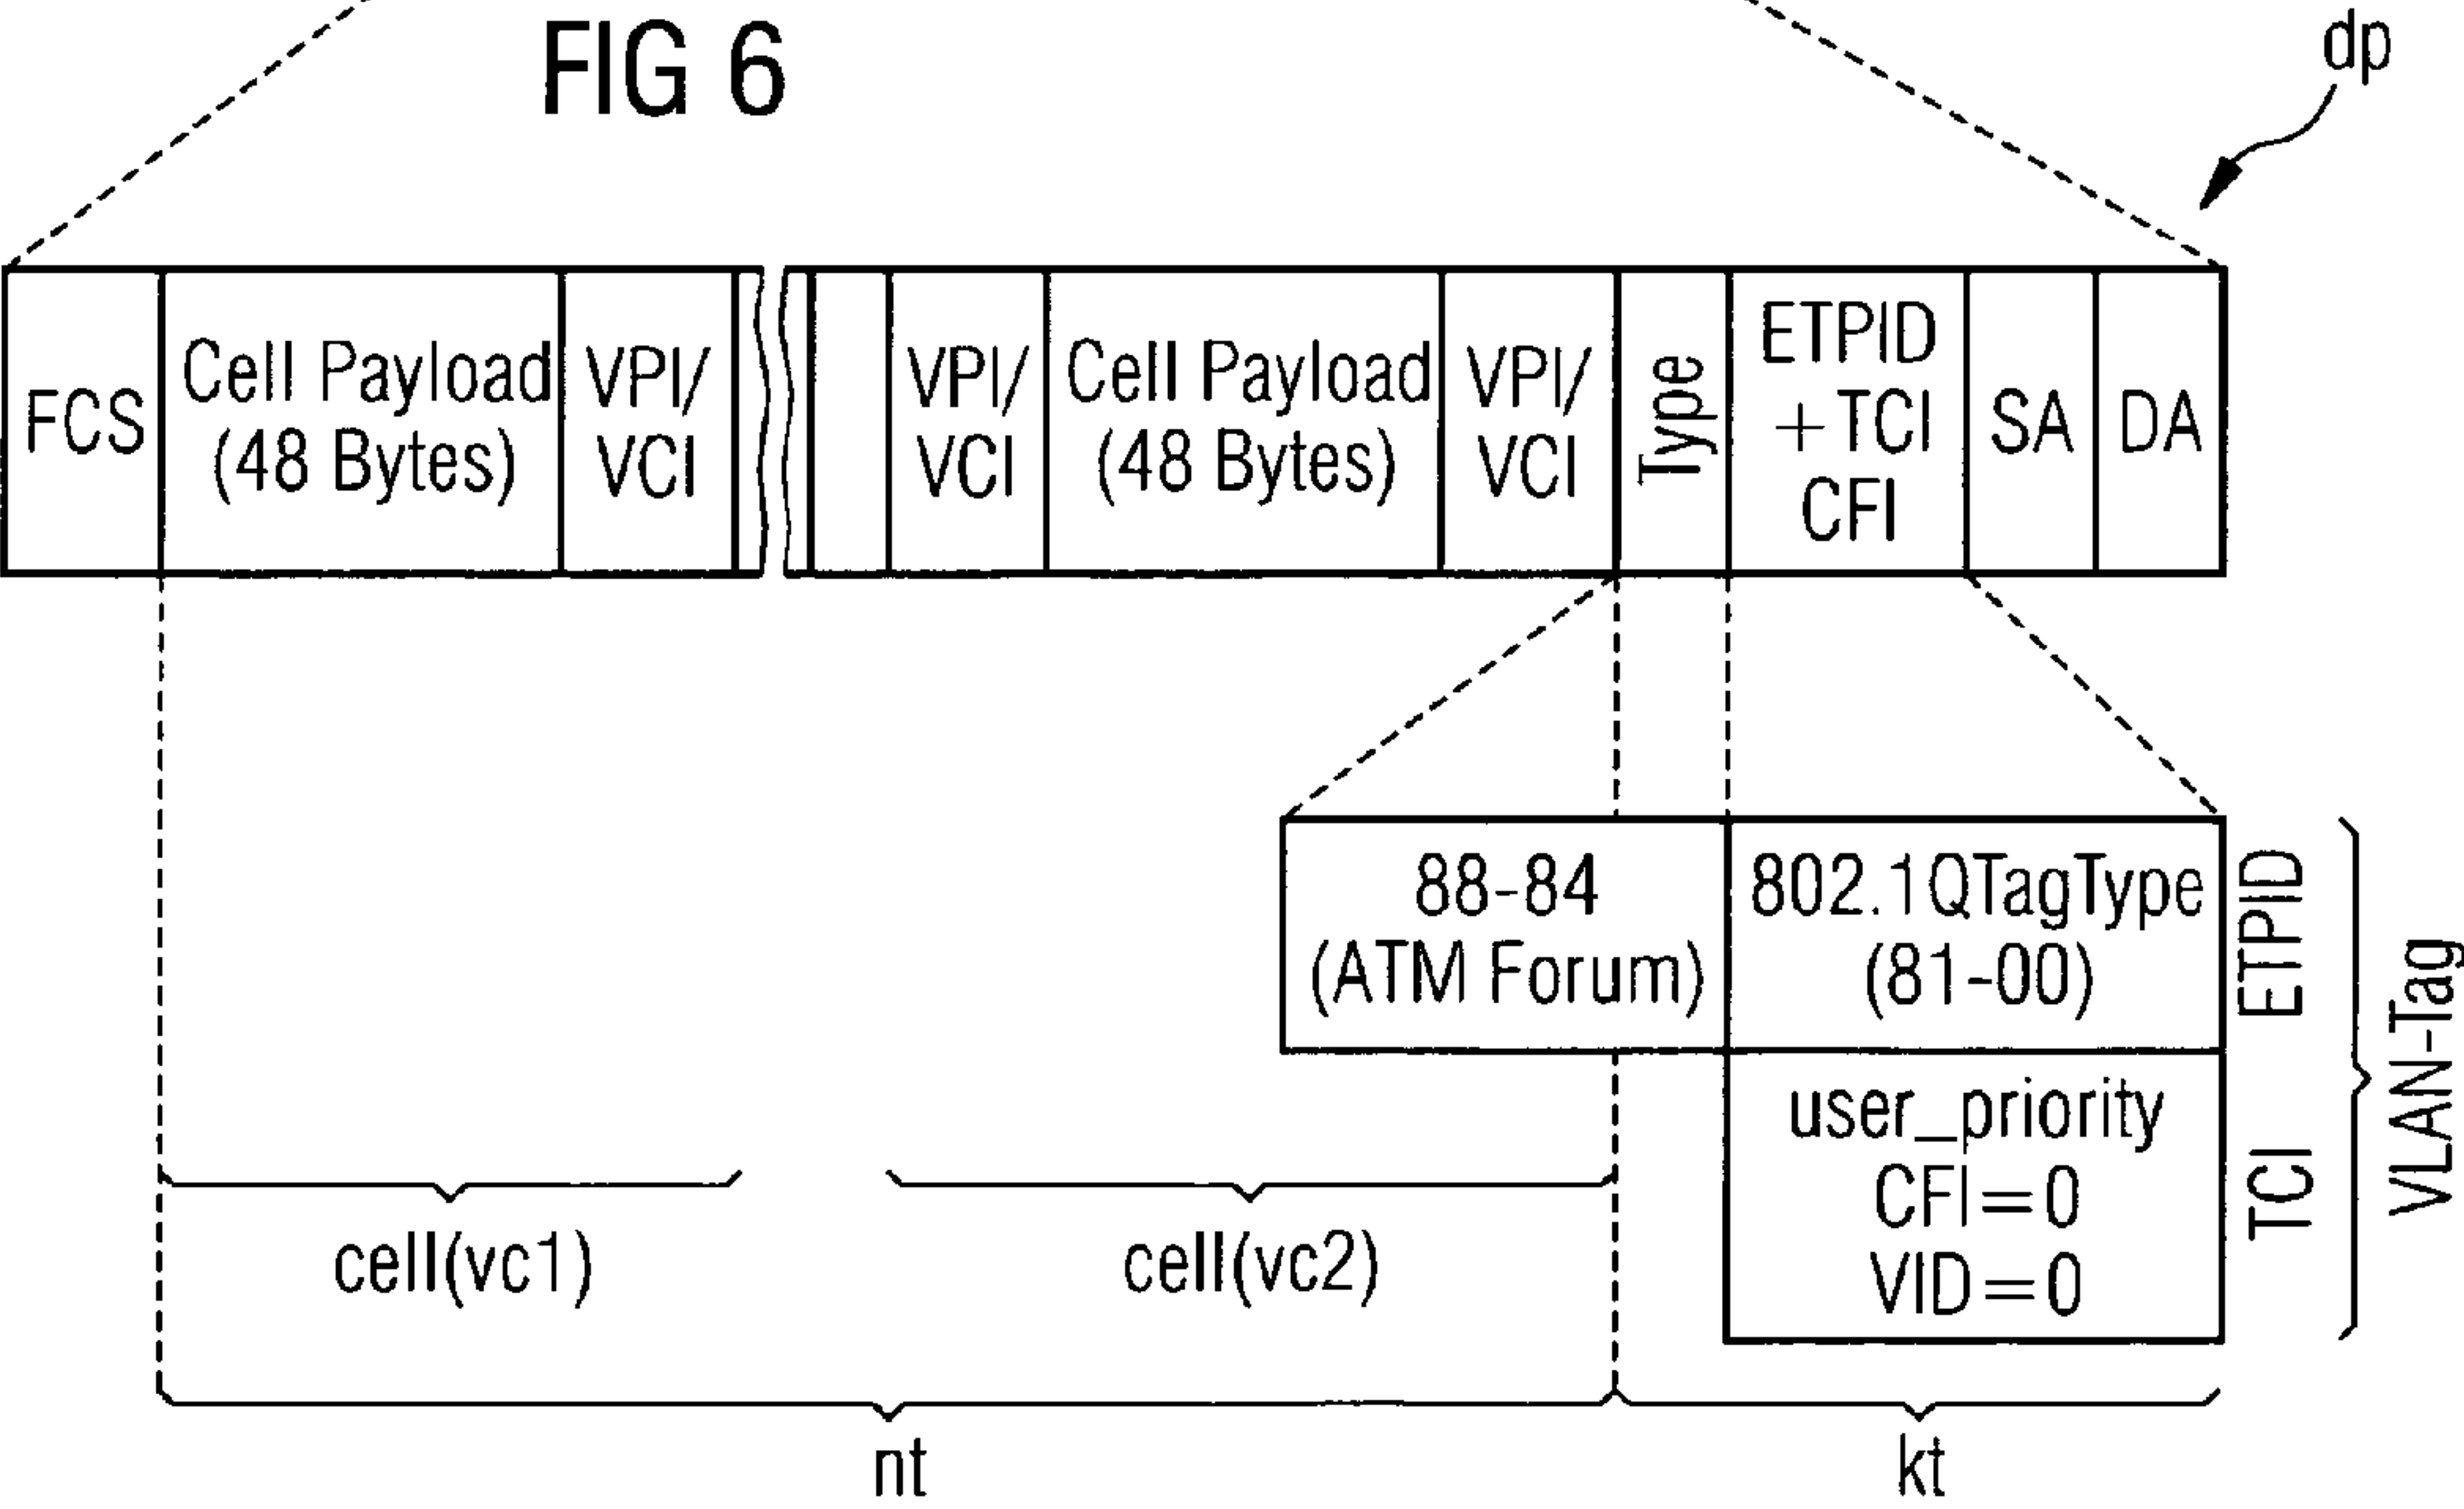 FIG 6
dp
FCS
Cell Payload
(48 Bytes)
VPI/
VCI
VPI/
VCI
Cell Payload
(48 Bytes)
VPI/
VCI
Type
ETPID
+ TCI
CFI
SA
DA
88-84
(ATM Forum)
802.1QTagType
(81-00)
ETPID
user_priority
CFI=0
VID=0
TCI
VLAN-Tag
cell(vc1)
cell(vc2)
nt
kt